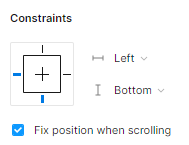 Constraints
Left
Bottom
Fix position when scrolling